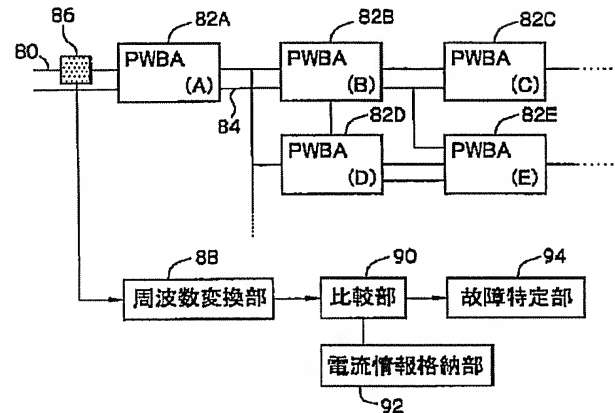 86
82A
82B
82C
80
PWBA
(A)
PWBA
(B)
PWBA
(C)
84
82D
82E
PWBA
(D)
PWBA
(E)
8B
90
94
周波数変換部
比較部
故障特定部
電流情報格納部
92